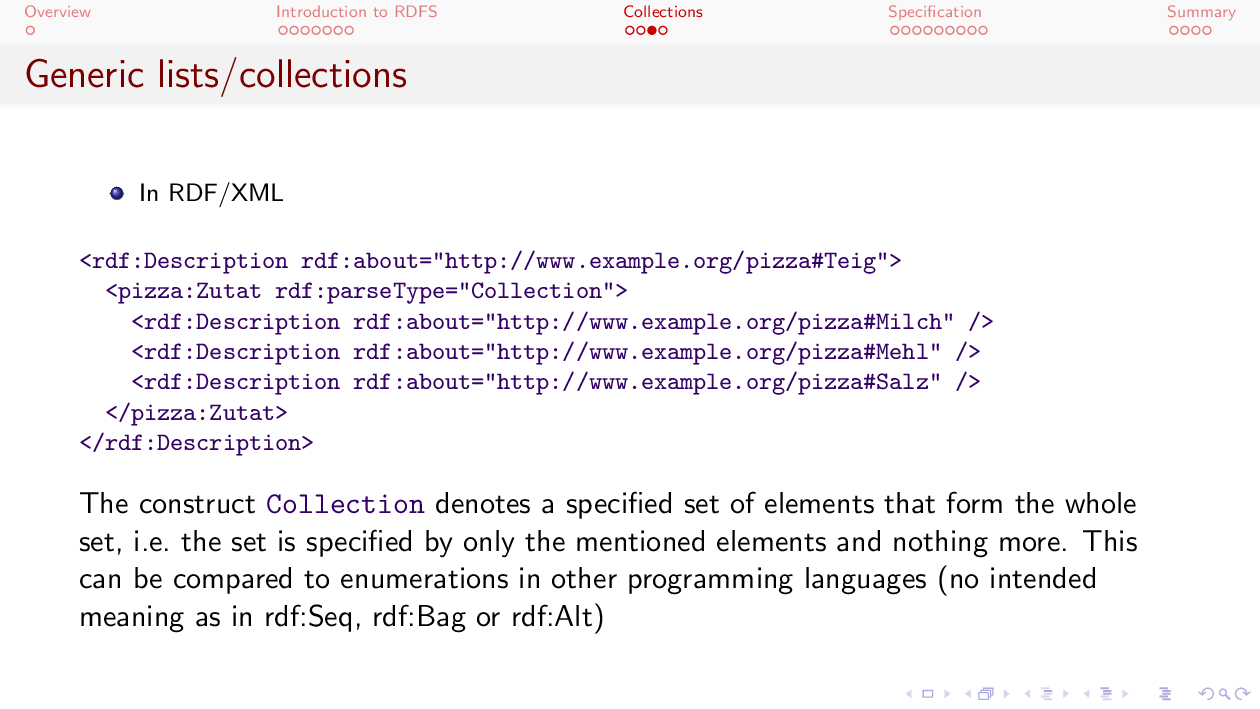 Overview
Introduction to RDFS
Collections
Specification
Summary
Generic lists/collections
In RDF/XML
<rdf:Description rdf:about="http://www.example.org/pizza#Teig">
<pizza:Zutat rdf:parseType="Collection">
<rdf:Description rdf:about="http://www.example.org/pizza#Milch" />
<rdf:Description rdf:about="http://www.example.org/pizza#Mehl" />
<rdf:Description rdf:about="http://www.example.org/pizza#Salz" />
</pizza:Zutat>
</rdf:Description>
The construct Collection denotes a specified set of elements that form the whole
set, i.e. the set is specified by only the mentioned elements and nothing more. This
can be compared to enumerations in other programming languages (no intended
meaning as in rdf:Seq, rdf:Bag or rdf:Alt)